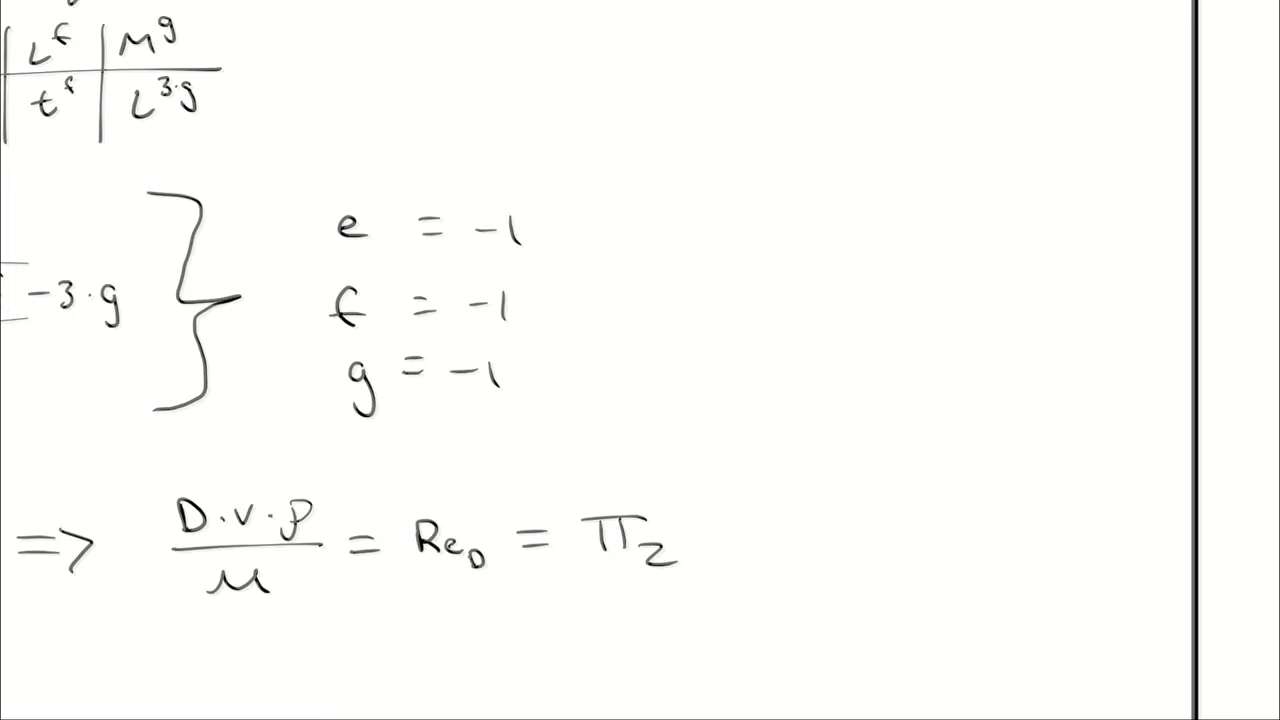 L^f | M^g
t^f | L^{3·g}
e = -1
-3·g } f = -1
g = -1
=> D·v·ρ / μ = Re_D = π_2